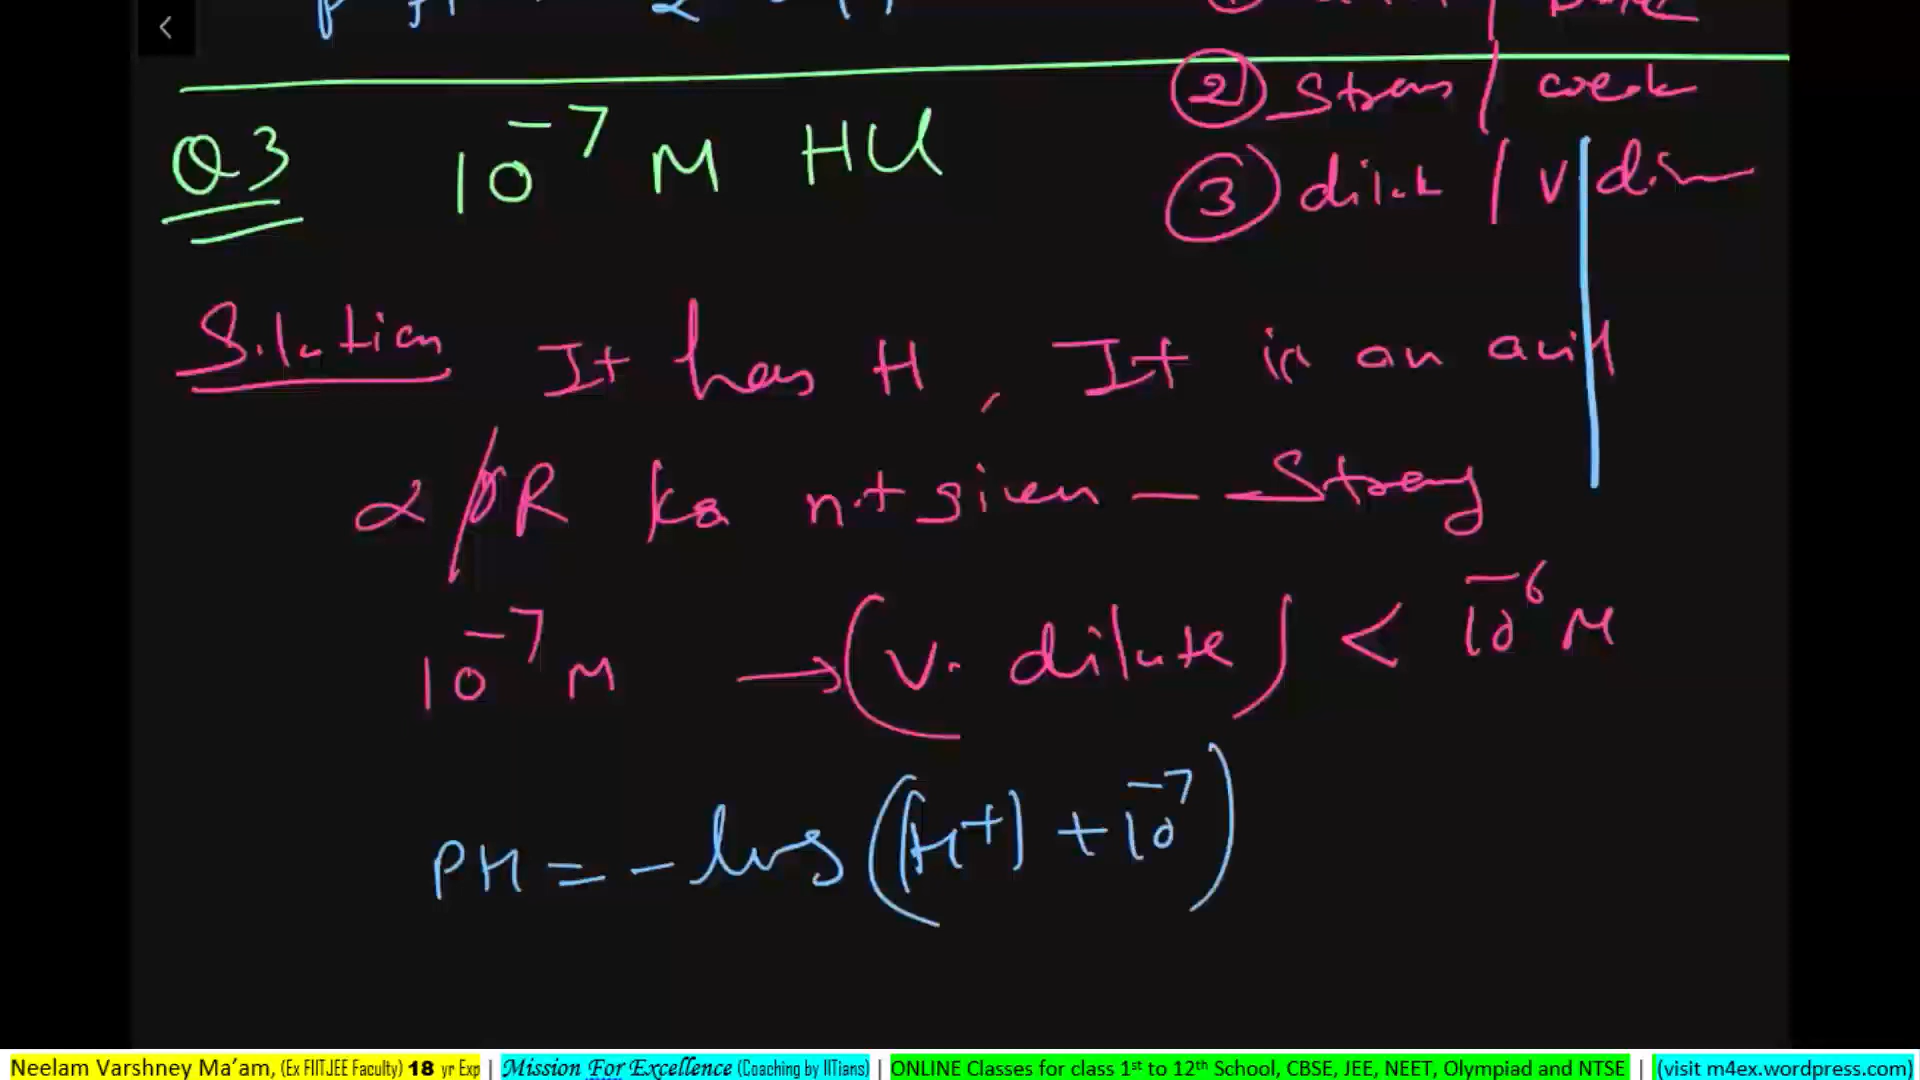 ② Strong / weak
Q3 10⁻⁷ M HCl
③ dilute / v dil
Solution It has H, It is an acid
α / OR Ka not given - Strong
10⁻⁷ M → (v. dilute) < 10⁻⁶ M
PH = - log ([H⁺] + 10⁻⁷)
Neelam Varshney Ma'am, (Ex FIITJEE Faculty) 18 yr Exp | Mission For Excellence (Coaching by IITians) | ONLINE Classes for class 1st to 12th School, CBSE, JEE, NEET, Olympiad and NTSE | (visit m4ex.wordpress.com)